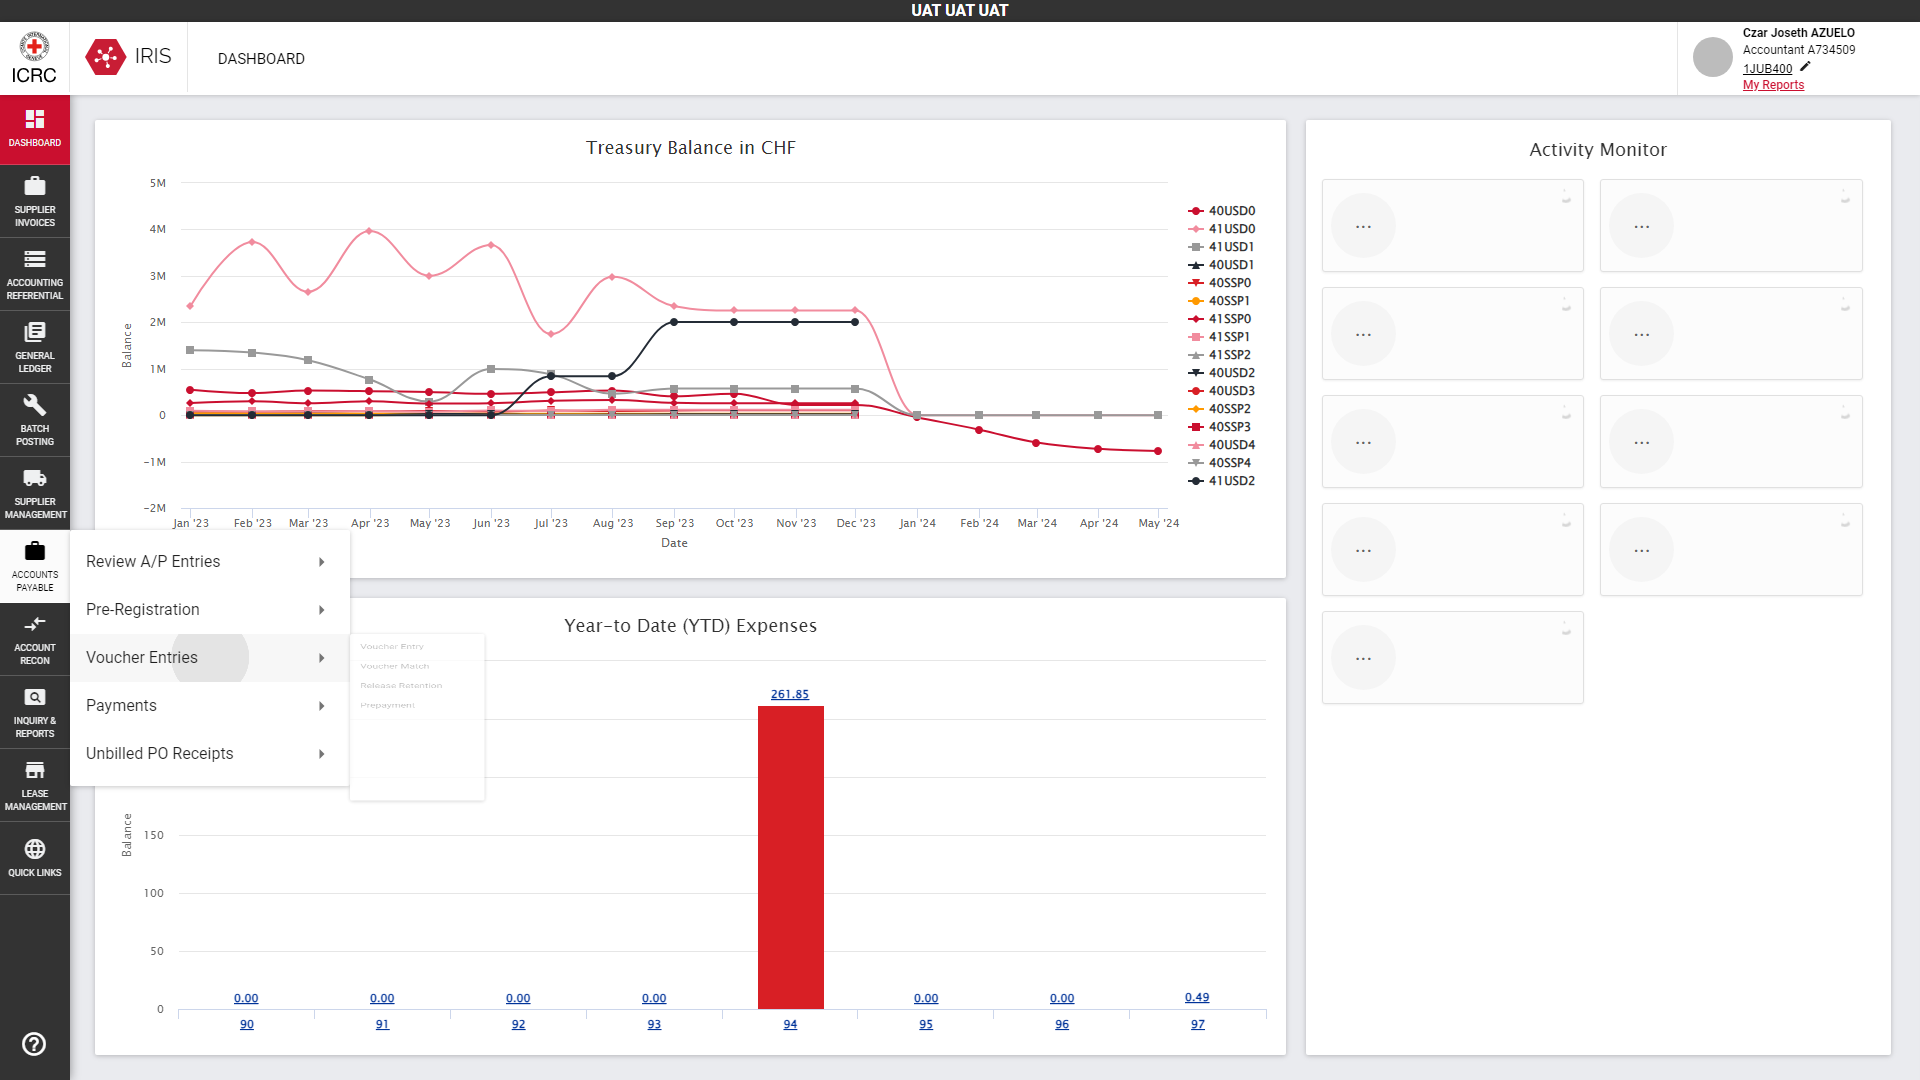 UAT UAT UAT
ICRC
IRIS
DASHBOARD
Czar Joseth AZUELO
Accountant A734509
1JUB400
My Reports
DASHBOARD
SUPPLIER
INVOICES
ACCOUNTING
REFERENTIAL
GENERAL
LEDGER
BATCH
POSTING
SUPPLIER
MANAGEMENT
ACCOUNTS
PAYABLE
ACCOUNT
RECON
INQUIRY &
REPORTS
LEASE
MANAGEMENT
QUICK LINKS
Review A/P Entries
Pre-Registration
Voucher Entries
Payments
Unbilled PO Receipts
Voucher Entry
Voucher Match
Release Retention
Prepayment
Treasury Balance in CHF
Balance
5M
4M
3M
2M
1M
0
−1M
−2M
Jan '23 Feb '23 Mar '23 Apr '23 May '23 Jun '23 Jul '23 Aug '23 Sep '23 Oct '23 Nov '23 Dec '23 Jan '24 Feb '24 Mar '24 Apr '24 May '24
Date
40USD0
41USD0
41USD1
40USD1
40SSP0
40SSP1
41SSP0
41SSP1
41SSP2
40USD2
40USD3
40SSP2
40SSP3
40USD4
40SSP4
41USD2
Year−to Date (YTD) Expenses
Balance
150
100
50
0
0.00 0.00 0.00 0.00 261.85 0.00 0.00 0.49
90 91 92 93 94 95 96 97
Activity Monitor
... ...
... ...
... ...
... ...
...